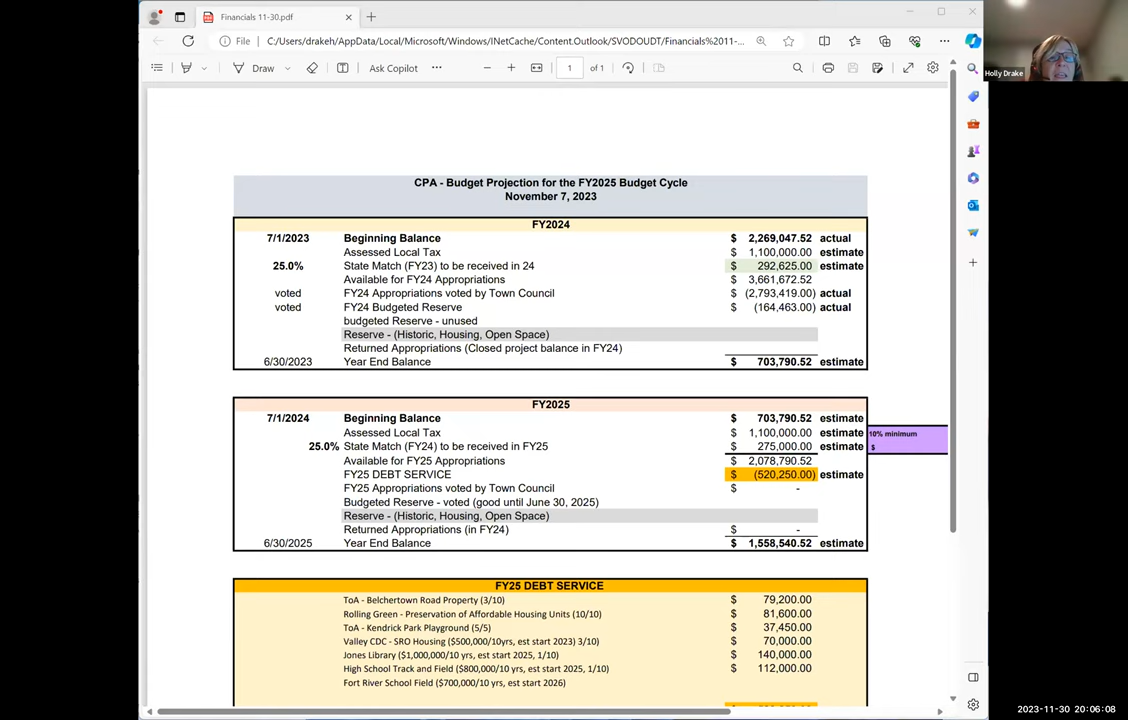 Financials 11-30.pdf
File C:/Users/drakeh/AppData/Local/Microsoft/Windows/INetCache/Content.Outlook/SVODOUDT/Financials%2011-...
Draw Ask Copilot 1 of 1
Holly Drake
CPA - Budget Projection for the FY2025 Budget Cycle
November 7, 2023
FY2024
7/1/2023 Beginning Balance $ 2,269,047.52 actual
Assessed Local Tax $ 1,100,000.00 estimate
25.0% State Match (FY23) to be received in 24 $ 292,625.00 estimate
Available for FY24 Appropriations $ 3,661,672.52
voted FY24 Appropriations voted by Town Council $ (2,793,419.00) actual
voted FY24 Budgeted Reserve $ (164,463.00) actual
budgeted Reserve - unused
Reserve - (Historic, Housing, Open Space)
Returned Appropriations (Closed project balance in FY24)
6/30/2023 Year End Balance $ 703,790.52 estimate
FY2025
7/1/2024 Beginning Balance $ 703,790.52 estimate
Assessed Local Tax $ 1,100,000.00 estimate 10% minimum
25.0% State Match (FY24) to be received in FY25 $ 275,000.00 estimate $
Available for FY25 Appropriations $ 2,078,790.52
FY25 DEBT SERVICE $ (520,250.00) estimate
FY25 Appropriations voted by Town Council $ -
Budgeted Reserve - voted (good until June 30, 2025)
Reserve - (Historic, Housing, Open Space)
Returned Appropriations (in FY24) $ -
6/30/2025 Year End Balance $ 1,558,540.52 estimate
FY25 DEBT SERVICE
ToA - Belchertown Road Property (3/10) $ 79,200.00
Rolling Green - Preservation of Affordable Housing Units (10/10) $ 81,600.00
ToA - Kendrick Park Playground (5/5) $ 37,450.00
Valley CDC - SRO Housing ($500,000/10yrs, est start 2023) 3/10) $ 70,000.00
Jones Library ($1,000,000/10 yrs, est start 2025, 1/10) $ 140,000.00
High School Track and Field ($800,000/10 yrs, est start 2025, 1/10) $ 112,000.00
Fort River School Field ($700,000/10 yrs, est start 2026)
2023-11-30 20:06:08